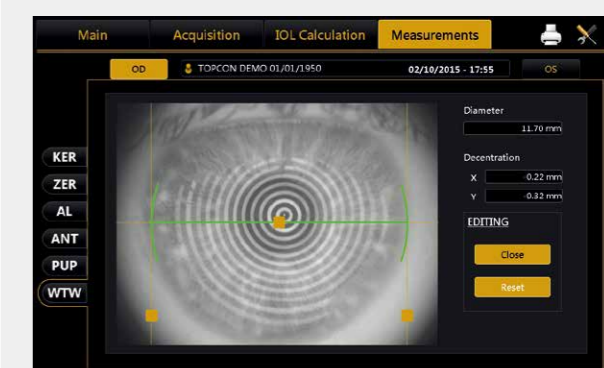 Main Acquisition IOL Calculation Measurements
OD TOPCON DEMO 01/01/1950 02/10/2015 - 17:55 OS
Diameter
11.70 mm
Decentration
X -0.22 mm
Y -0.32 mm
EDITING
Close
Reset
KER
ZER
AL
ANT
PUP
WTW